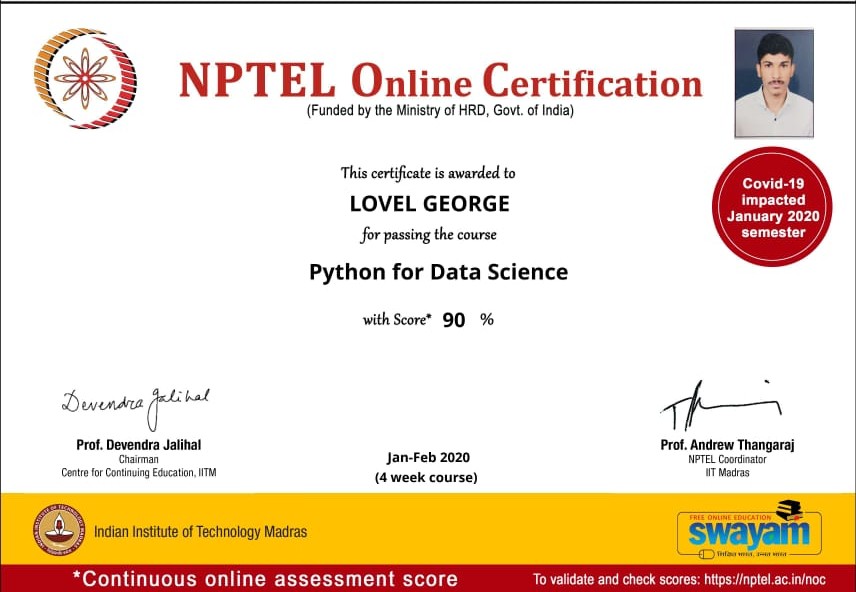 NPTEL Online Certification
(Funded by the Ministry of HRD, Govt. of India)
This certificate is awarded to
LOVEL GEORGE
for passing the course
Python for Data Science
with Score* 90 %
Covid-19
impacted
January 2020
semester
Devendra Jalihal
Prof. Devendra Jalihal
Chairman
Centre for Continuing Education, IITM
Jan-Feb 2020
(4 week course)
Prof. Andrew Thangaraj
NPTEL Coordinator
IIT Madras
Indian Institute of Technology Madras
FREE ONLINE EDUCATION
swayam
शिक्षित भारत, उन्नत भारत
*Continuous online assessment score
To validate and check scores: https://nptel.ac.in/noc